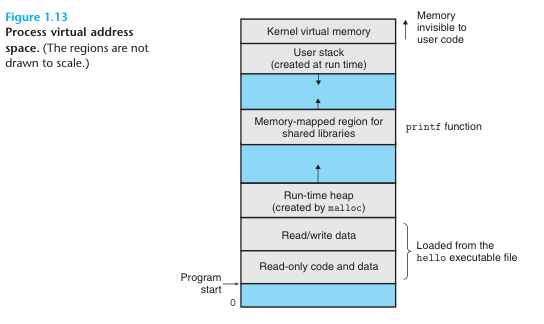 Figure 1.13
Process virtual address
space. (The regions are not
drawn to scale.)
Memory
invisible to
user code
Kernel virtual memory
User stack
(created at run time)
Memory-mapped region for
shared libraries
printf function
Run-time heap
(created by malloc)
Read/write data
Loaded from the
hello executable file
Read-only code and data
Program
start
0